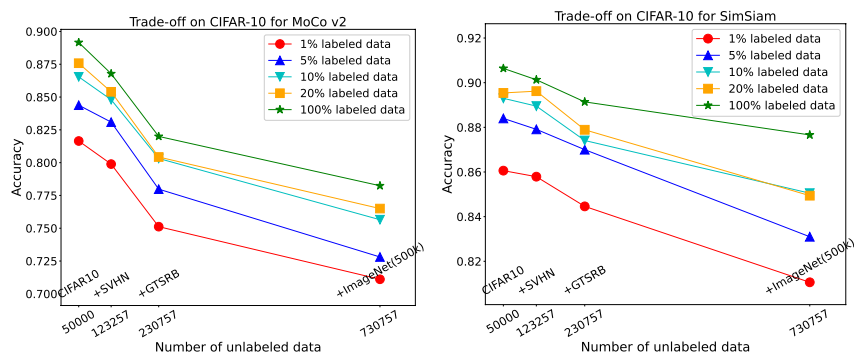 Trade-off on CIFAR-10 for MoCo v2
0.900
0.875
0.850
0.825
0.800
0.775
0.750
0.725
0.700
Accuracy
1% labeled data
5% labeled data
10% labeled data
20% labeled data
100% labeled data
CIFAR10
+SVHN
+GTSRB
+ImageNet(500k)
50000
123257
230757
730757
Number of unlabeled data
Trade-off on CIFAR-10 for SimSiam
0.92
0.90
0.88
0.86
0.84
0.82
Accuracy
1% labeled data
5% labeled data
10% labeled data
20% labeled data
100% labeled data
CIFAR10
+SVHN
+GTSRB
+ImageNet(500k)
50000
123257
230757
730757
Number of unlabeled data